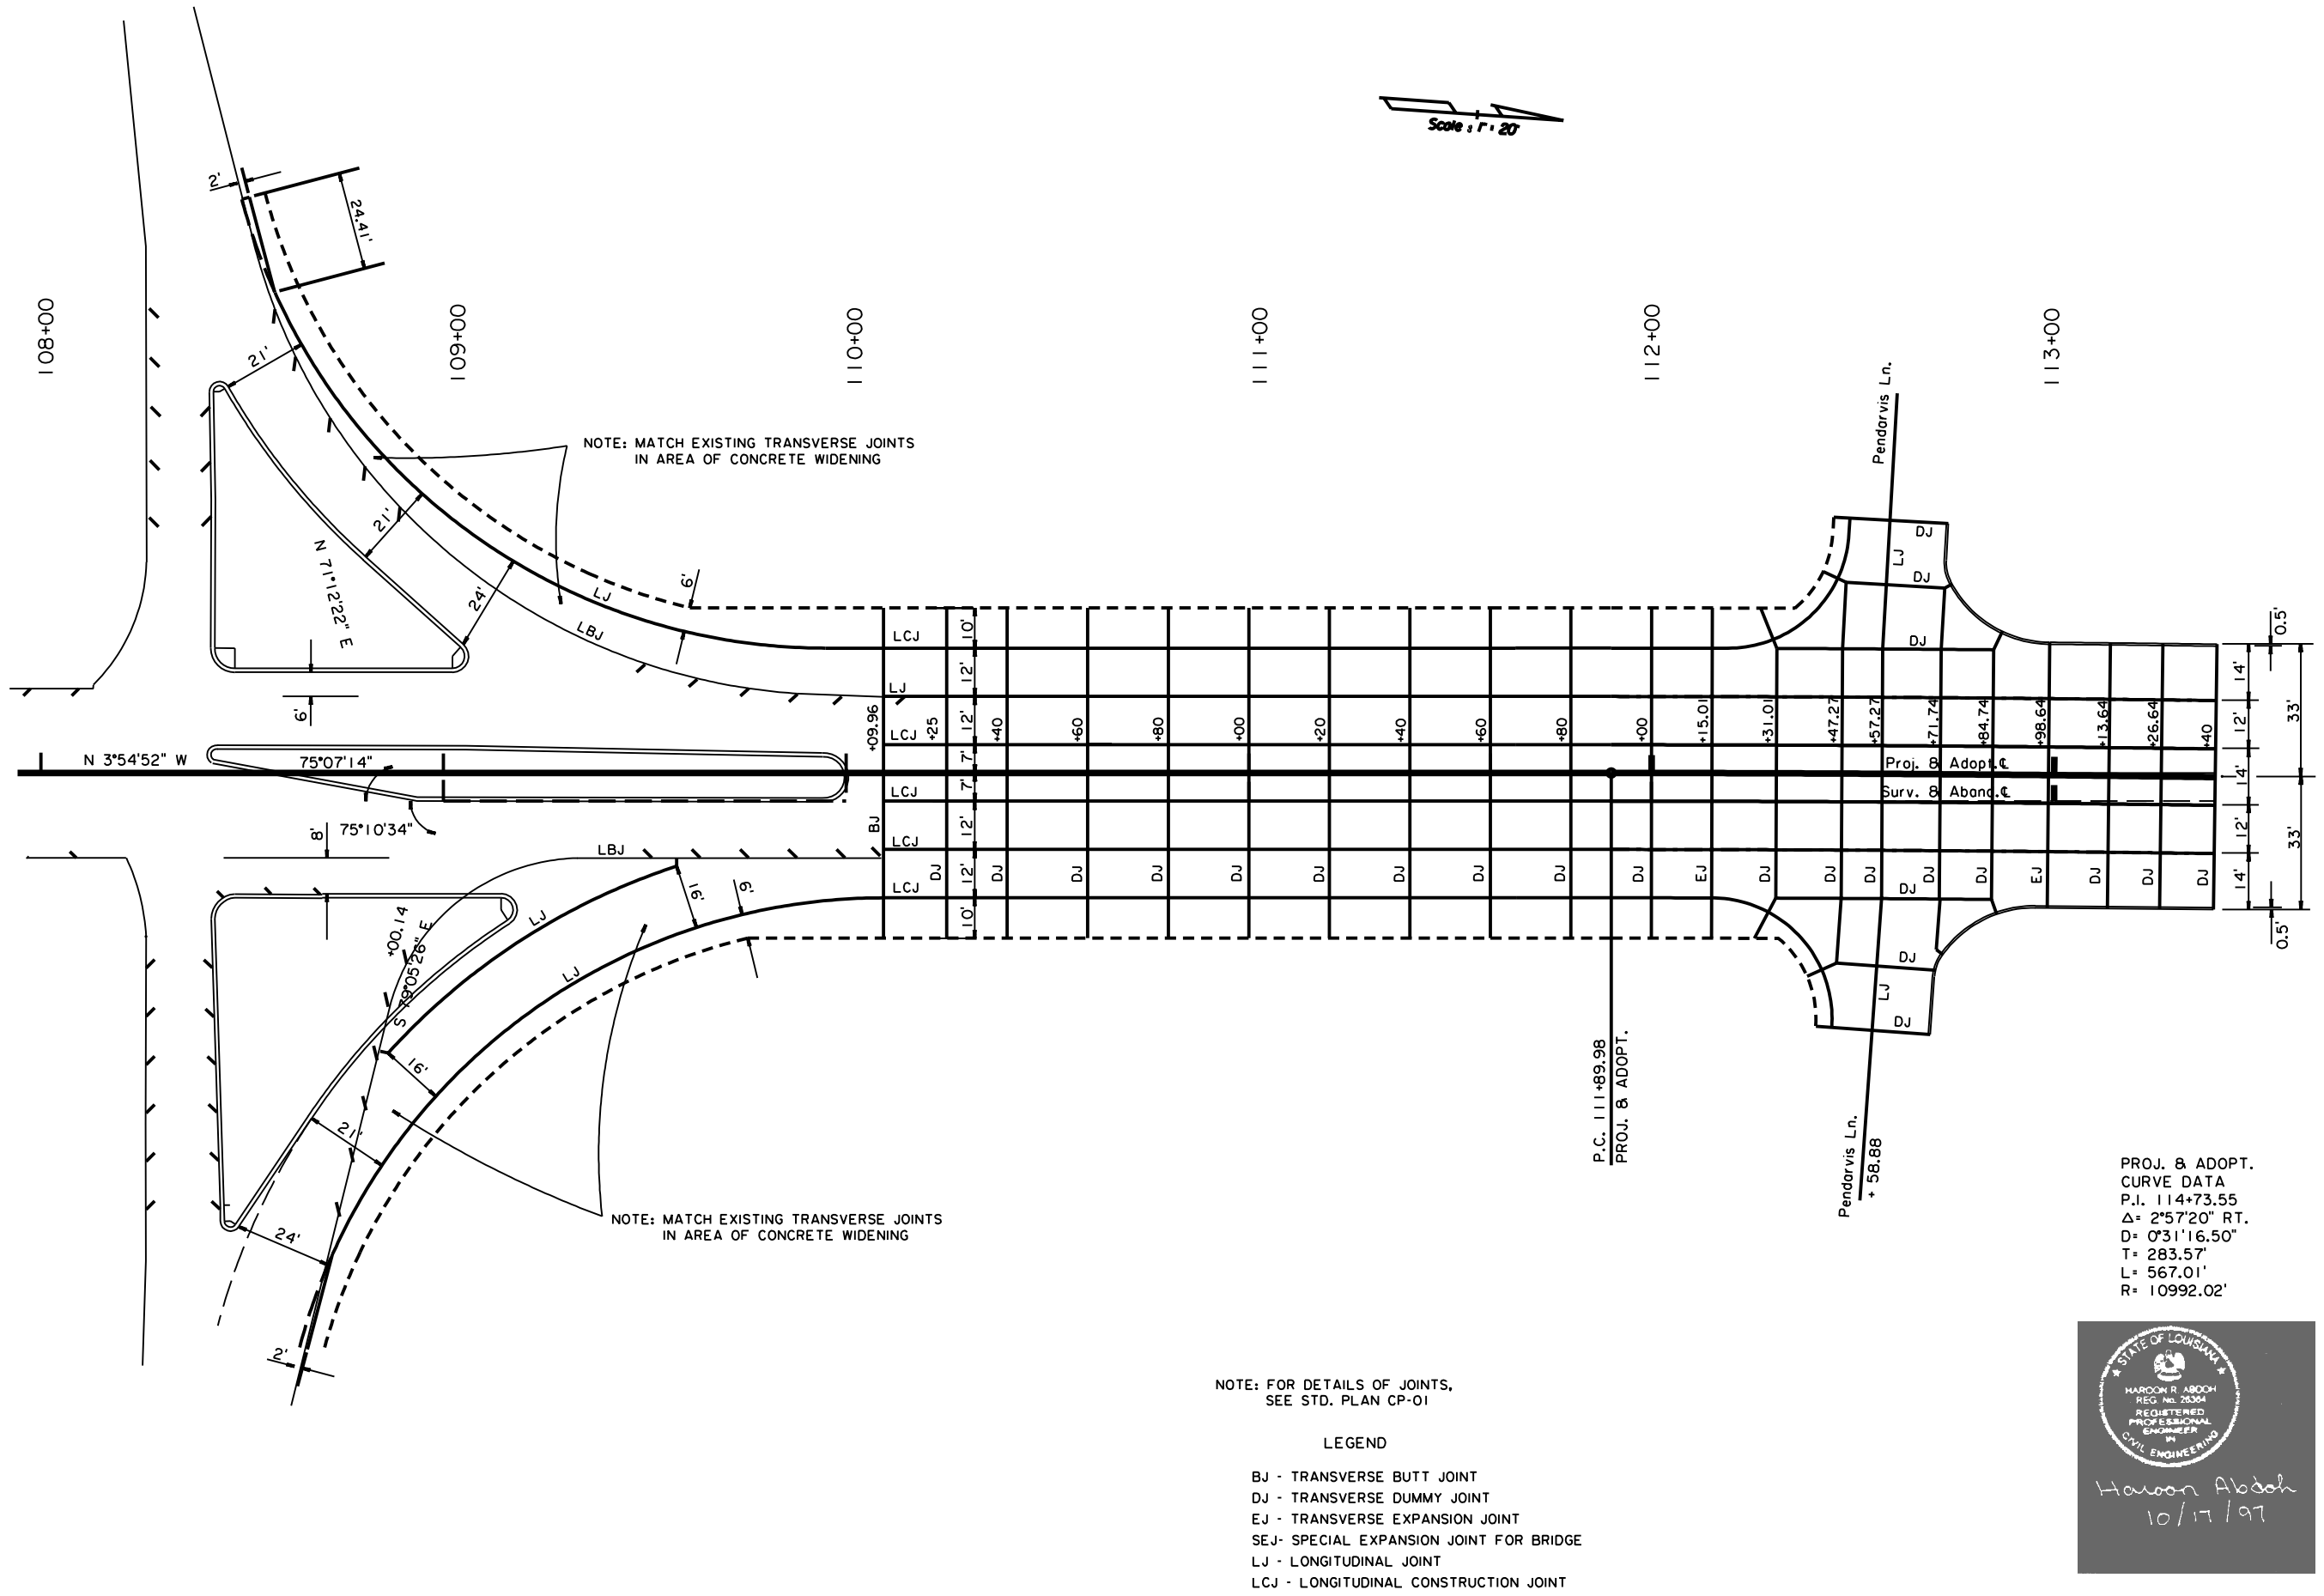 Scale : 1" = 20'
2'
24.41'
108+00
109+00
110+00
111+00
112+00
113+00
Pendarvis Ln.
21'
NOTE: MATCH EXISTING TRANSVERSE JOINTS
IN AREA OF CONCRETE WIDENING
21'
24'
N 71°12'22" E
LJ
LBJ
6'
6'
DJ
LJ
DJ
DJ
LCJ
LJ
LCJ
LCJ
LCJ
LCJ
BJ
10'
12'
12'
7'
7'
12'
12'
10'
+09.96
+25
+40
+60
+80
+00
+20
+40
+60
+80
+00
+15.01
+31.01
+47.27
+57.27
+71.74
+84.74
+98.64
+13.64
+26.64
+40
0.5'
14'
12'
14'
12'
14'
33'
33'
0.5'
N 3°54'52" W
75°07'14"
75°10'34"
8'
Proj. & Adopt. ℄
Surv. & Aband. ℄
LBJ
DJ
DJ
DJ
DJ
DJ
DJ
DJ
DJ
DJ
DJ
EJ
DJ
DJ
DJ
DJ
DJ
EJ
DJ
DJ
DJ
DJ
DJ
LJ
DJ
16'
6'
LJ
LJ
+00.14
S 79°05'26" E
16'
21'
24'
2'
P.C. 111+89.98
PROJ. & ADOPT.
Pendarvis Ln.
+ 58.88
NOTE: MATCH EXISTING TRANSVERSE JOINTS
IN AREA OF CONCRETE WIDENING
PROJ. & ADOPT.
CURVE DATA
P.I. 114+73.55
Δ= 2°57'20" RT.
D= 0°31'16.50"
T= 283.57'
L= 567.01'
R= 10992.02'
STATE OF LOUISIANA
HAROON R. ABDOH
REG. No. 26364
REGISTERED
PROFESSIONAL
ENGINEER
IN
CIVIL ENGINEERING
Haroon Abdoh
10/17/97
NOTE: FOR DETAILS OF JOINTS,
SEE STD. PLAN CP-01
LEGEND
BJ - TRANSVERSE BUTT JOINT
DJ - TRANSVERSE DUMMY JOINT
EJ - TRANSVERSE EXPANSION JOINT
SEJ- SPECIAL EXPANSION JOINT FOR BRIDGE
LJ - LONGITUDINAL JOINT
LCJ - LONGITUDINAL CONSTRUCTION JOINT